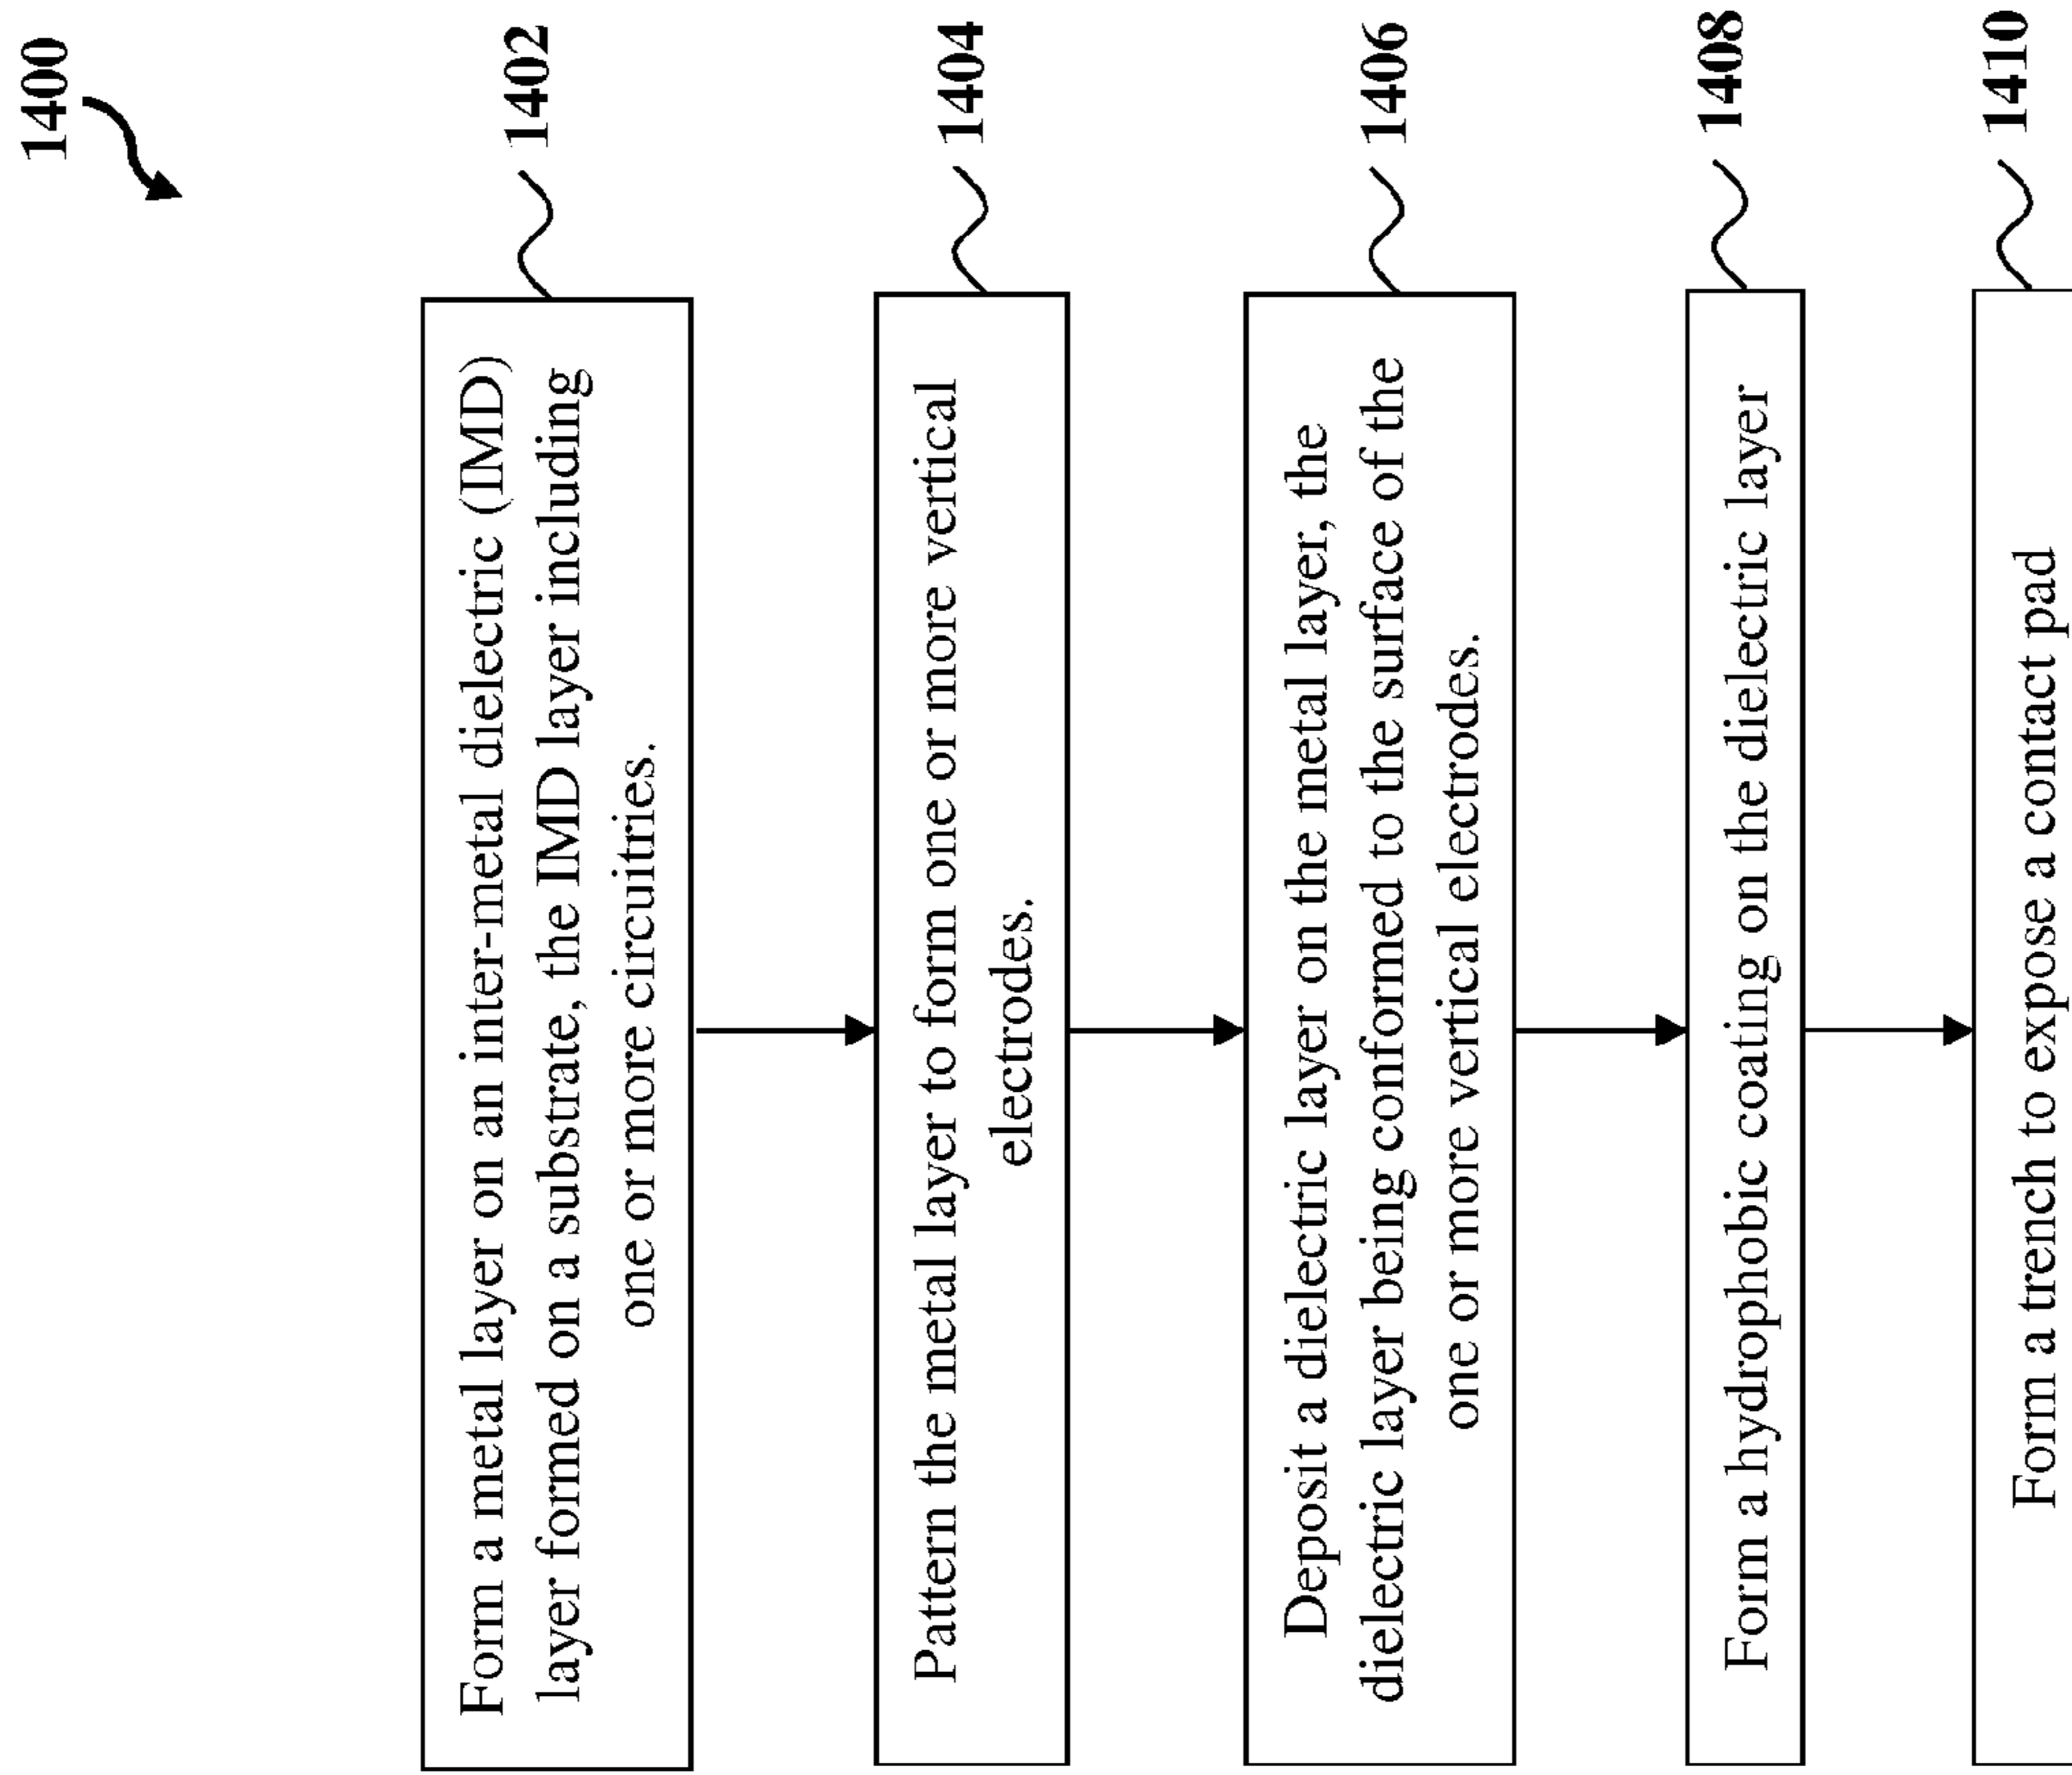 1400
Form a metal layer on an inter-metal dielectric (IMD)
layer formed on a substrate, the IMD layer including
one or more circuitries.
1402
Pattern the metal layer to form one or more vertical
electrodes.
1404
Deposit a dielectric layer on the metal layer, the
dielectric layer being conformed to the surface of the
one or more vertical electrodes.
1406
Form a hydrophobic coating on the dielectric layer
1408
Form a trench to expose a contact pad
1410